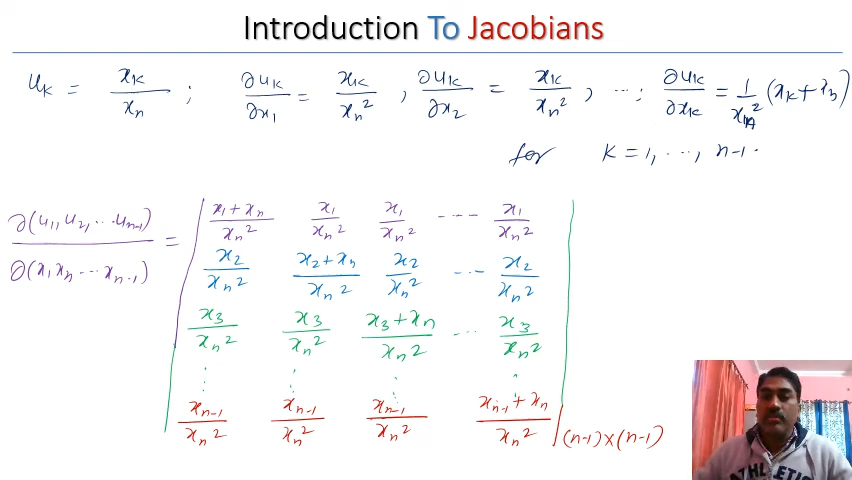 Introduction To Jacobians
u_k = x_k / x_n ; ∂u_k/∂x_1 = x_k/x_n^2 , ∂u_k/∂x_2 = x_k/x_n^2 , ... ; ∂u_k/∂x_k = 1/x_n^2 (x_k + x_n)
for k = 1, ..., n-1.
∂(u_1, u_2, ... u_{n-1}) / ∂(x_1 x_n ... x_{n-1}) = | (x_1 + x_n)/x_n^2 x_1/x_n^2 x_1/x_n^2 ---- x_1/x_n^2 |
x_2/x_n^2 (x_2 + x_n)/x_n^2 x_2/x_n^2 ... x_2/x_n^2
x_3/x_n^2 x_3/x_n^2 (x_3 + x_n)/x_n^2 ... x_3/x_n^2
⋮ ⋮ ⋮ ⋮
x_{n-1}/x_n^2 x_{n-1}/x_n^2 x_{n-1}/x_n^2 (x_{n-1} + x_n)/x_n^2 | (n-1)×(n-1)
ATHLETIC